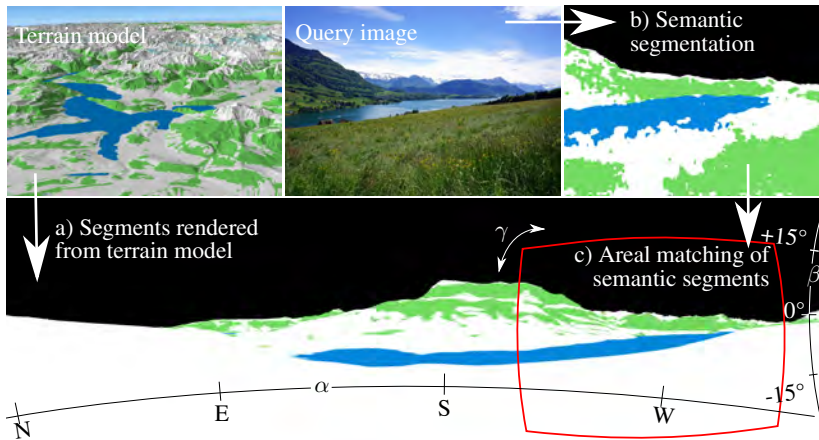 Terrain model
Query image
b) Semantic
segmentation
a) Segments rendered
from terrain model
γ
c) Areal matching of
semantic segments
+15°
β
0°
-15°
α
N
E
S
W